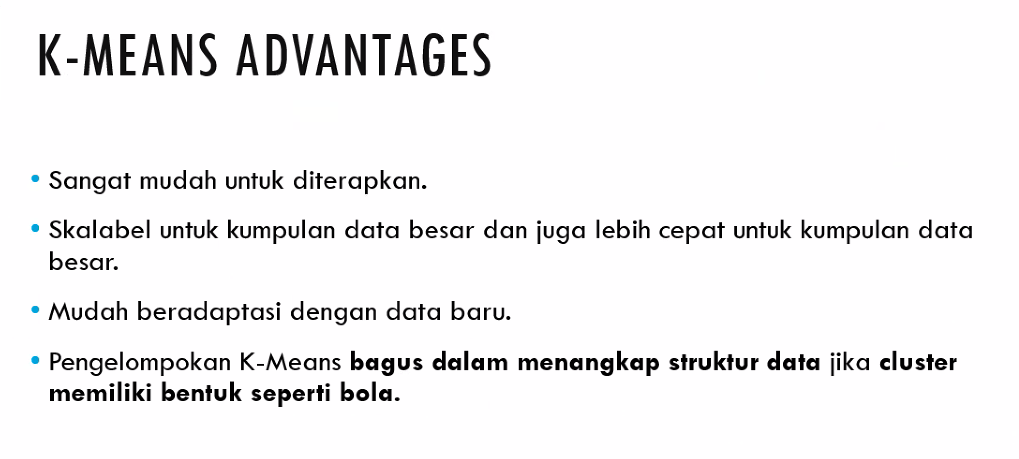 K-MEANS ADVANTAGES
• Sangat mudah untuk diterapkan.
• Skalabel untuk kumpulan data besar dan juga lebih cepat untuk kumpulan data
besar.
• Mudah beradaptasi dengan data baru.
• Pengelompokan K-Means bagus dalam menangkap struktur data jika cluster
memiliki bentuk seperti bola.